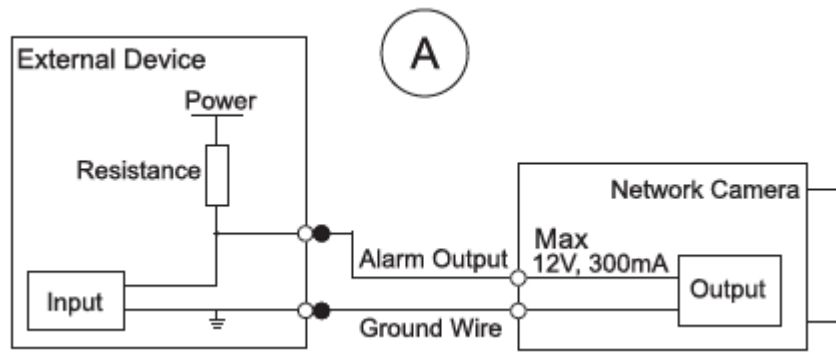 A
External Device
Power
Resistance
Input
Alarm Output
Ground Wire
Network Camera
Max
12V, 300mA
Output